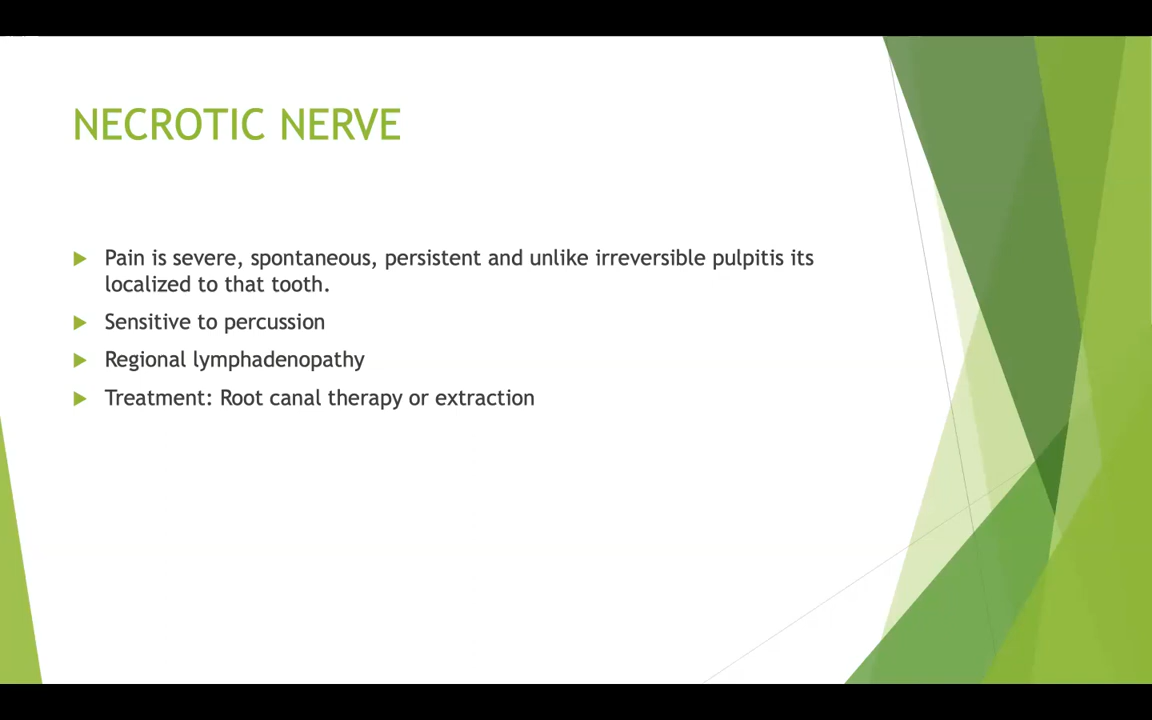 NECROTIC NERVE
Pain is severe, spontaneous, persistent and unlike irreversible pulpitis its
localized to that tooth.
Sensitive to percussion
Regional lymphadenopathy
Treatment: Root canal therapy or extraction